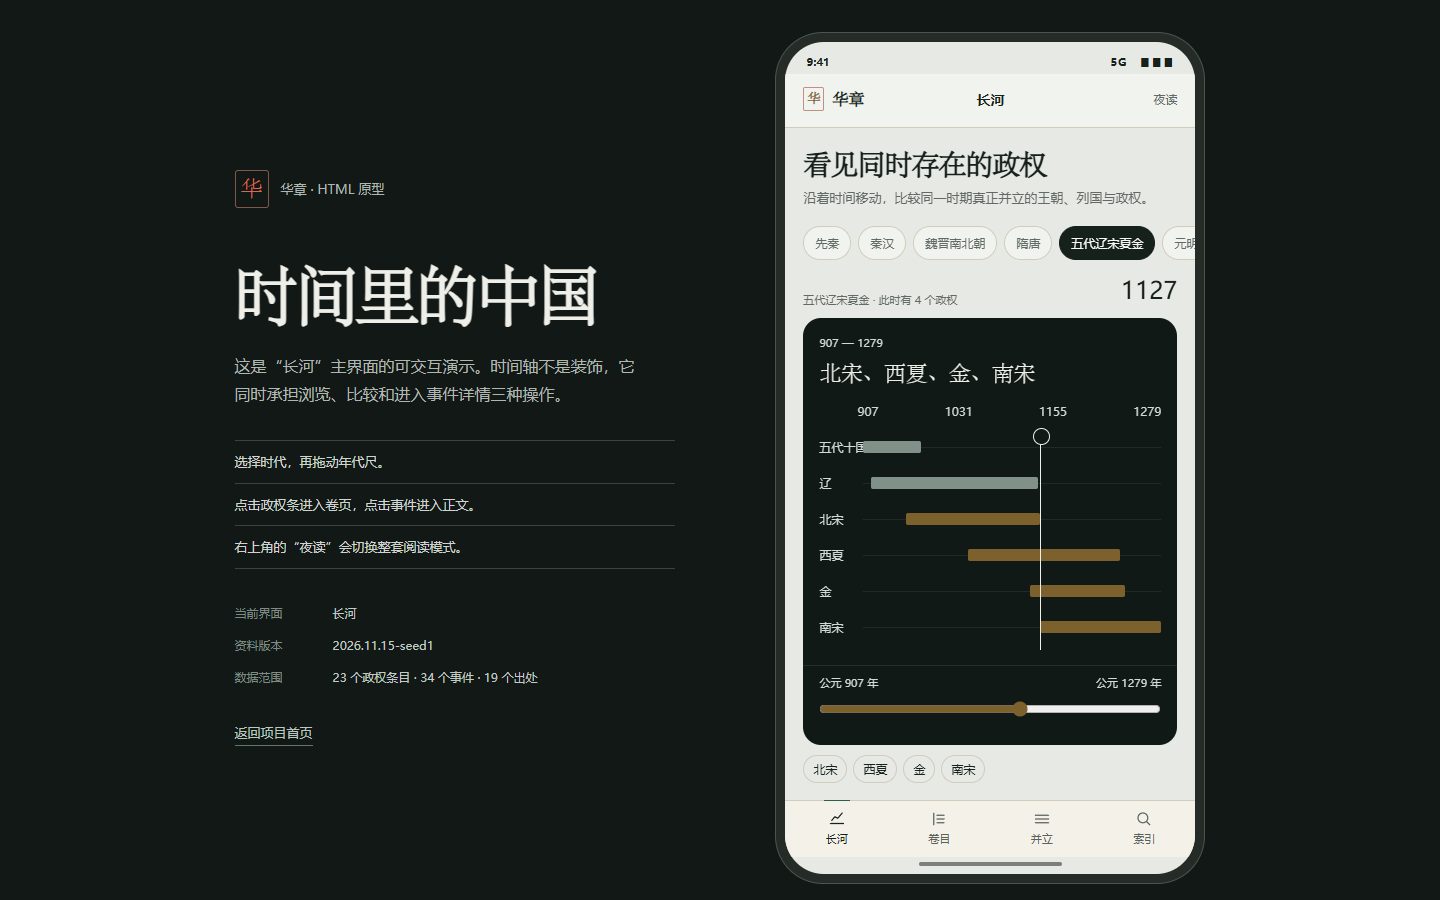 华
华章 · HTML 原型
时间里的中国
这是“长河”主界面的可交互演示。时间轴不是装饰，它
同时承担浏览、比较和进入事件详情三种操作。
选择时代，再拖动年代尺。
点击政权条进入卷页，点击事件进入正文。
右上角的“夜读”会切换整套阅读模式。
当前界面 长河
资料版本 2026.11.15-seed1
数据范围 23 个政权条目 · 34 个事件 · 19 个出处
返回项目首页
9:41 5G
华 华章 长河 夜读
看见同时存在的政权
沿着时间移动，比较同一时期真正并立的王朝、列国与政权。
先秦 秦汉 魏晋南北朝 隋唐 五代辽宋夏金 元明
五代辽宋夏金 · 此时有 4 个政权 1127
907 — 1279
北宋、西夏、金、南宋
907 1031 1155 1279
五代十国
辽
北宋
西夏
金
南宋
公元 907 年 公元 1279 年
北宋 西夏 金 南宋
长河 卷目 并立 索引